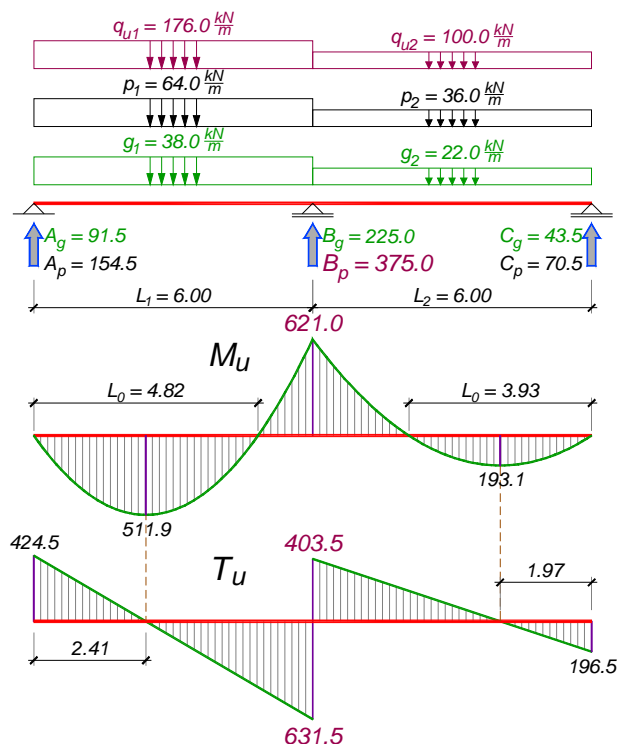 q_u1 = 176.0 kN/m q_u2 = 100.0 kN/m
p_1 = 64.0 kN/m p_2 = 36.0 kN/m
g_1 = 38.0 kN/m g_2 = 22.0 kN/m
A_g = 91.5 B_g = 225.0 C_g = 43.5
A_p = 154.5 B_p = 375.0 C_p = 70.5
L_1 = 6.00 L_2 = 6.00
621.0
M_u
L_0 = 4.82 L_0 = 3.93
193.1
511.9
424.5 403.5
T_u
1.97
2.41
196.5
631.5